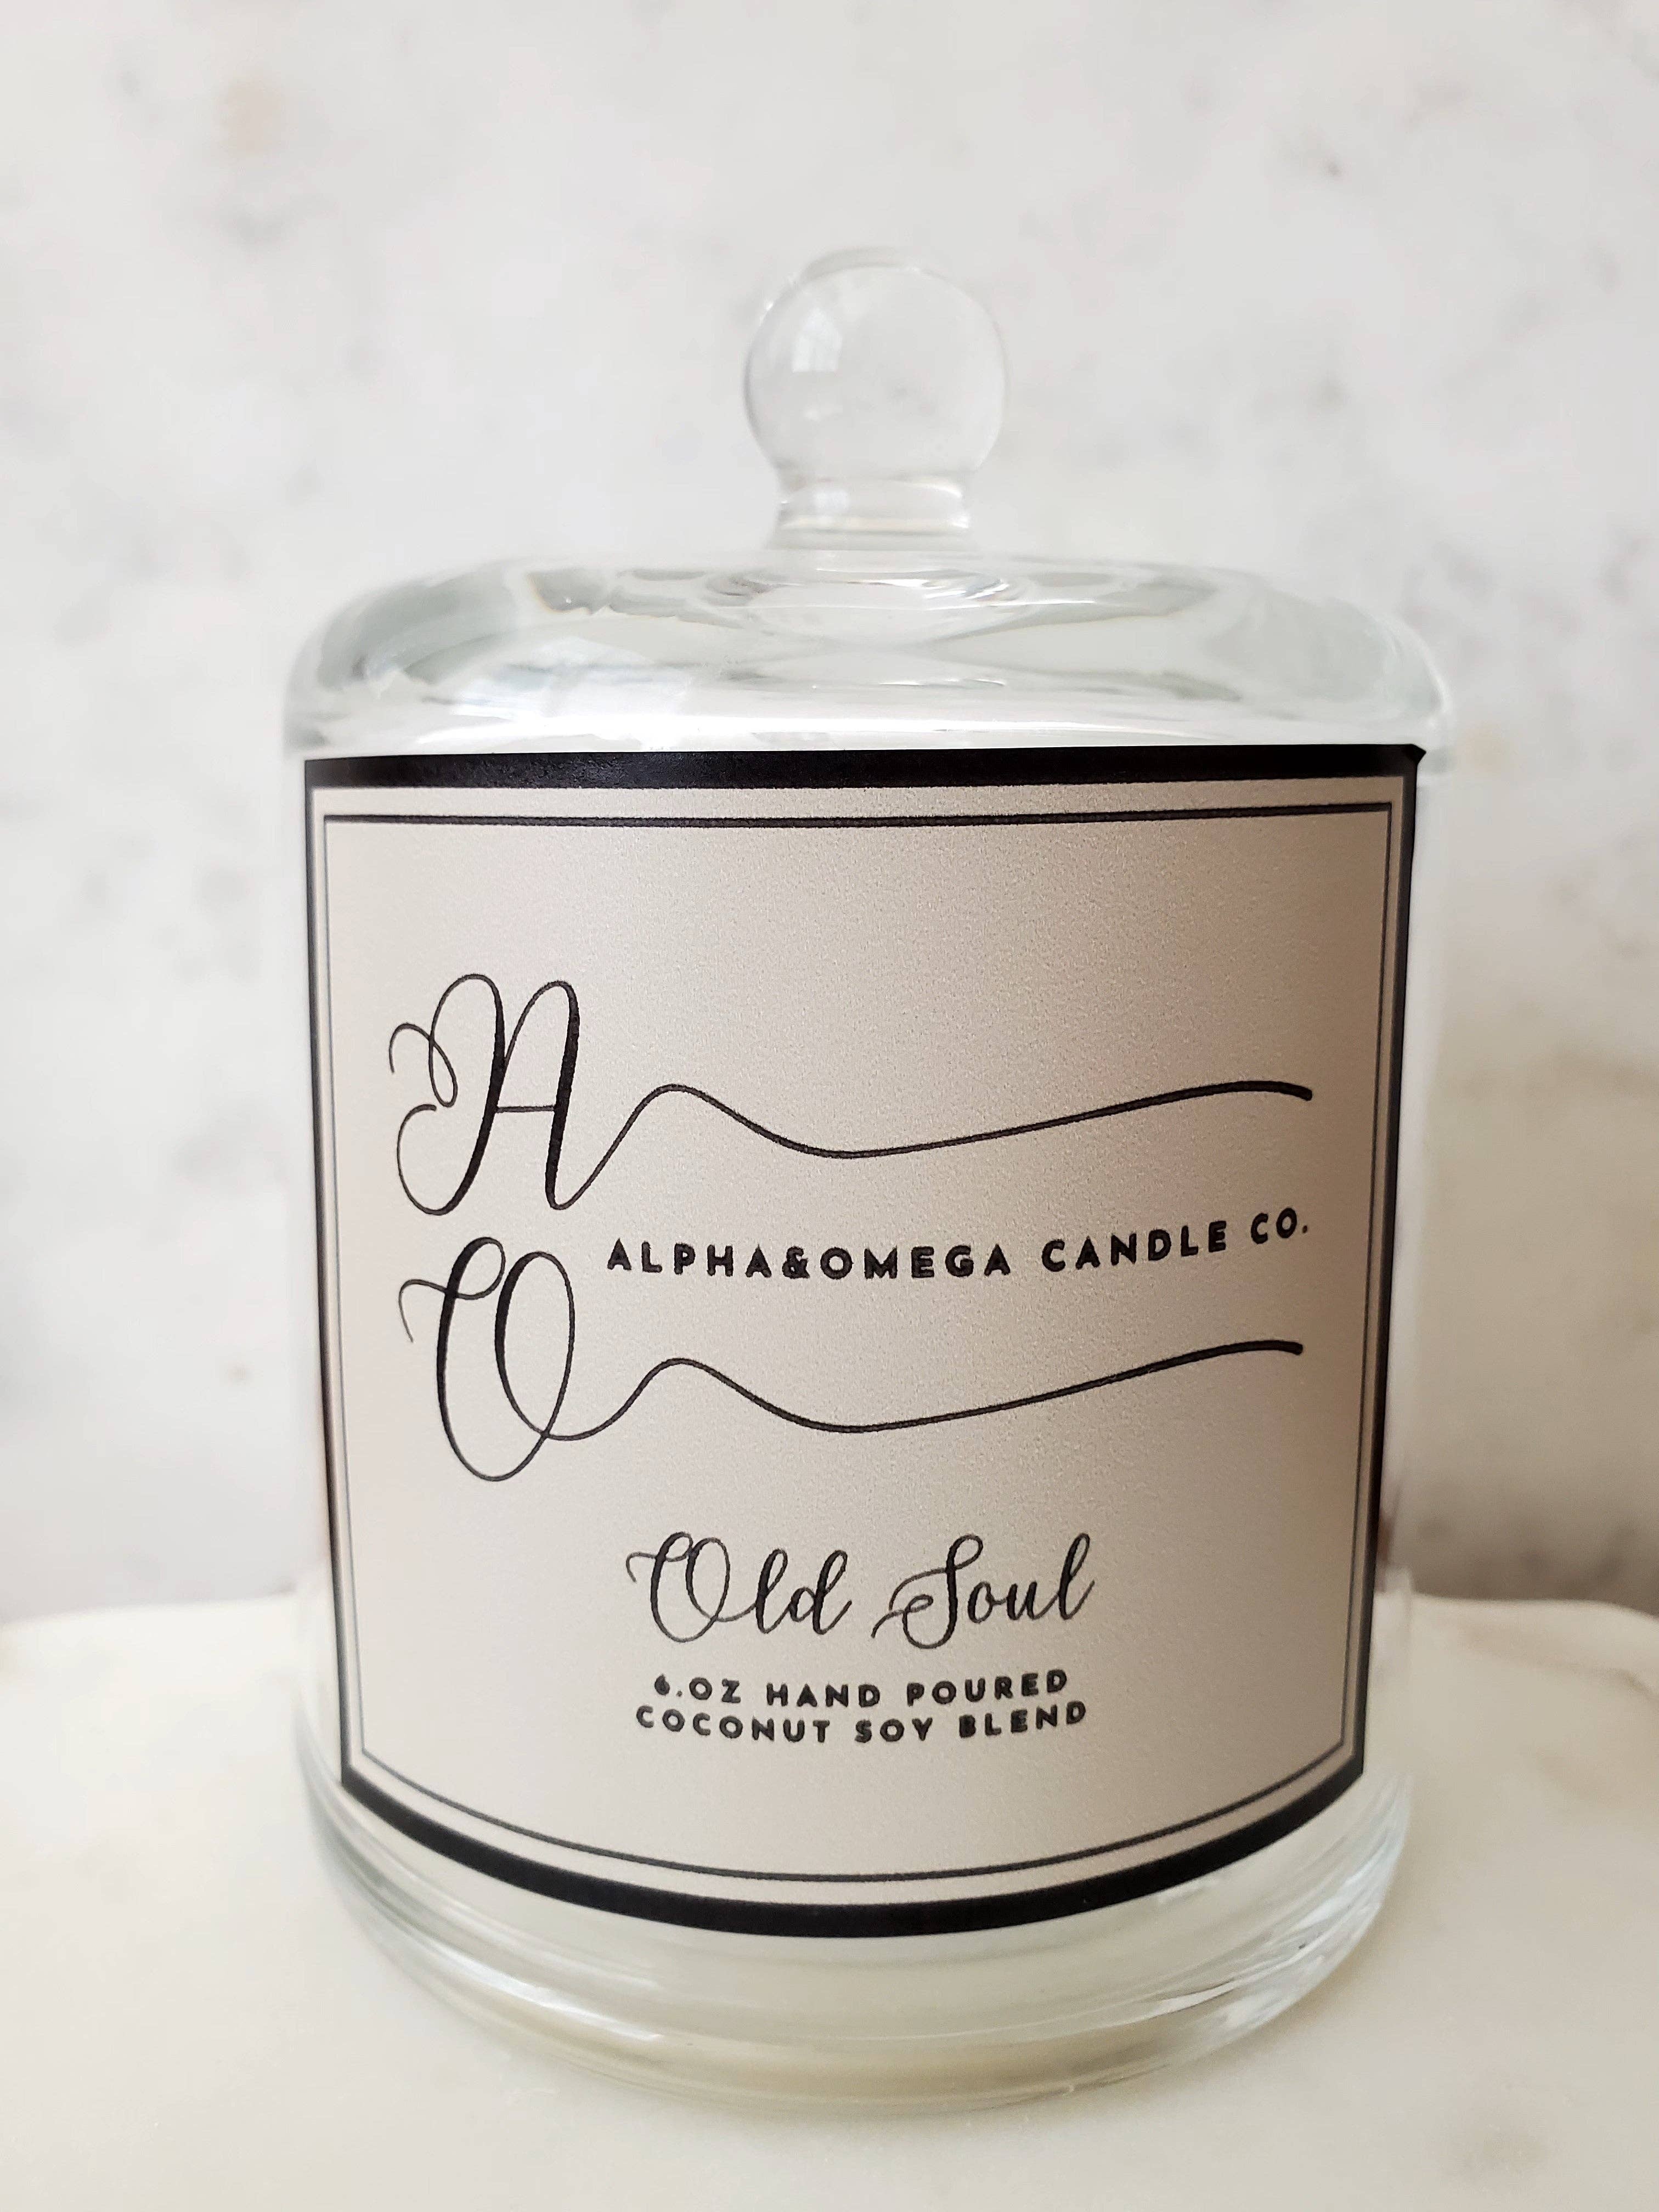 A
ALPHA&OMEGA CANDLE CO.
O
Old Soul
6.OZ HAND POURED
COCONUT SOY BLEND